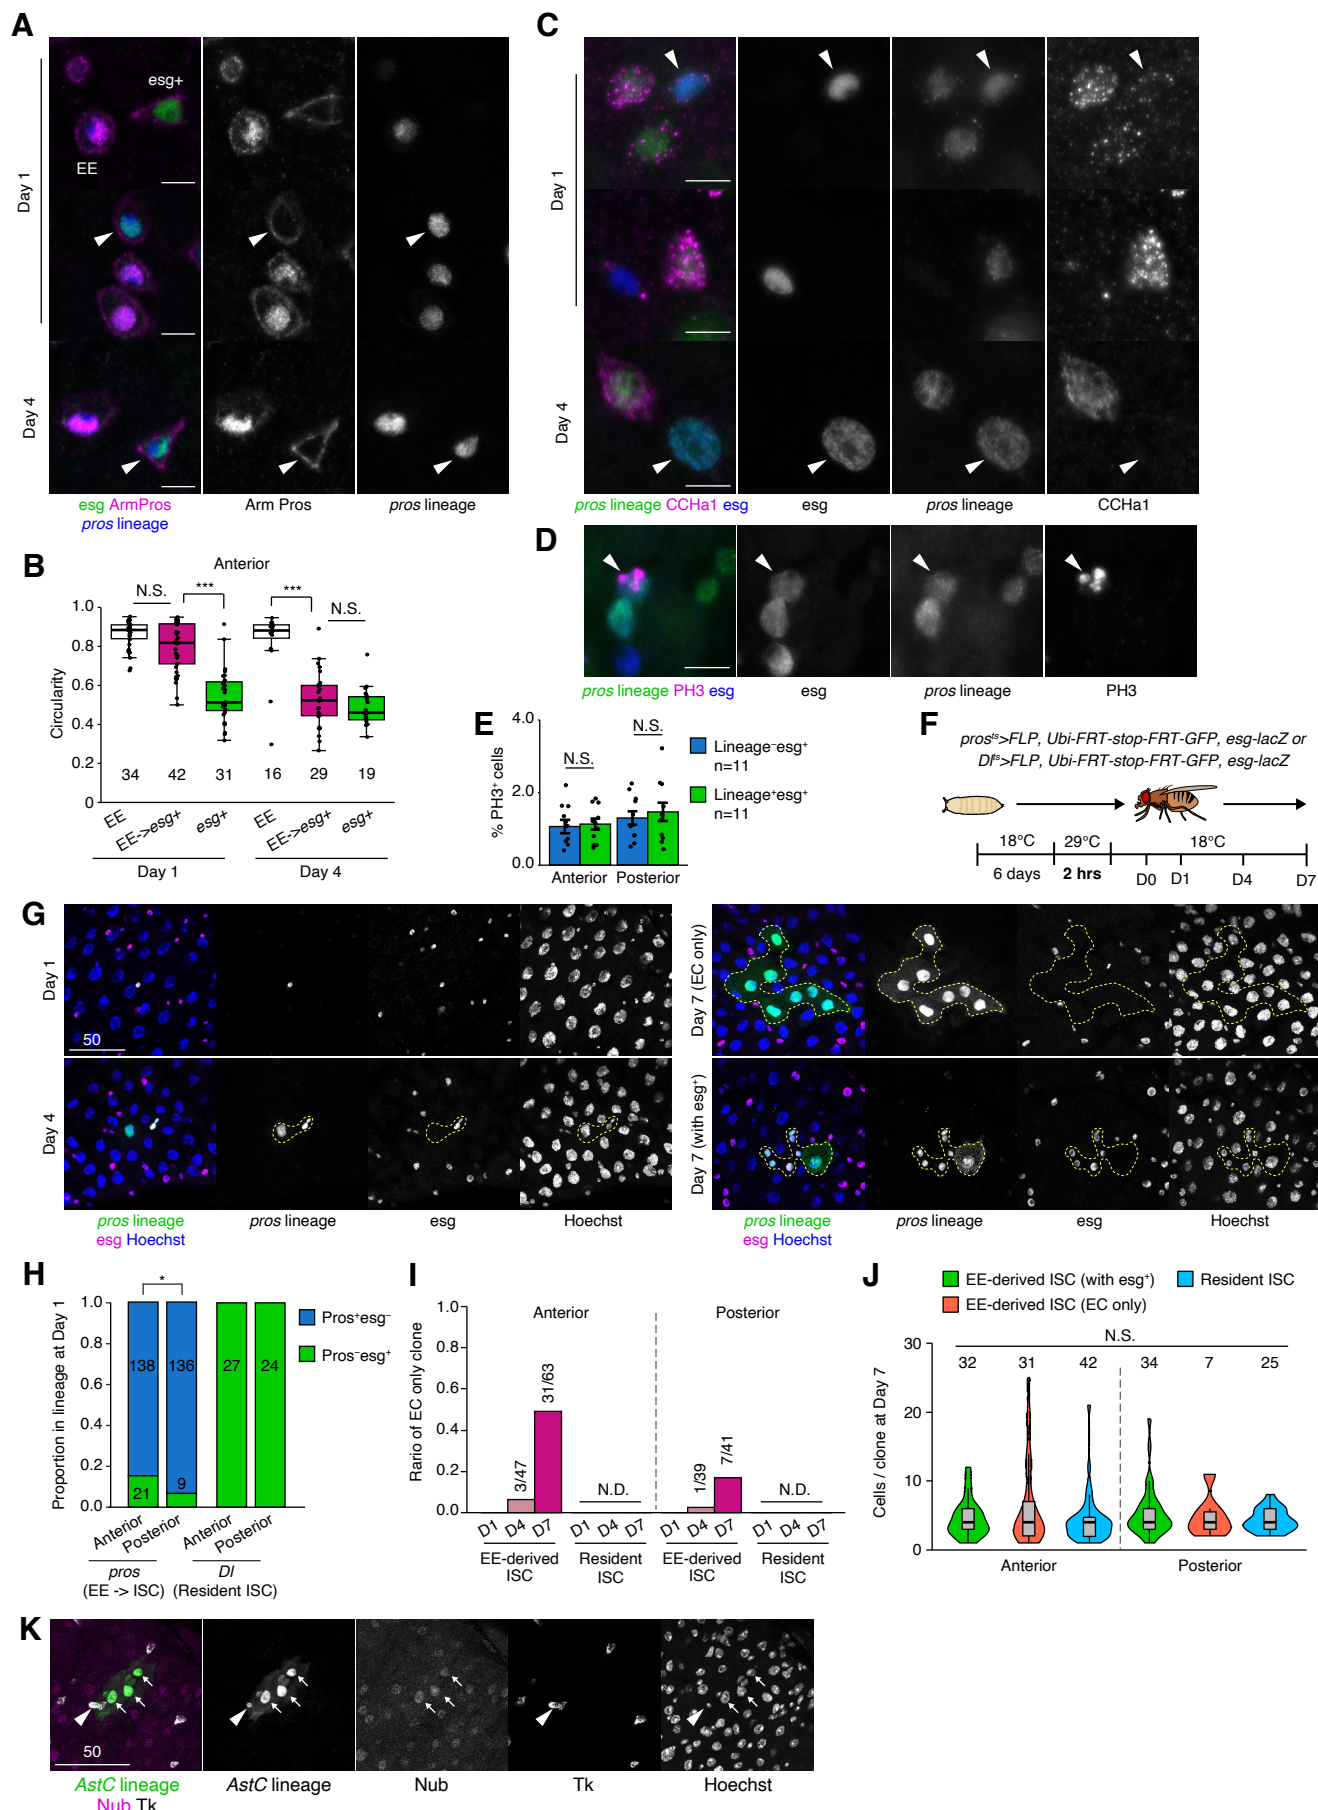 A
Day 1
Day 4
esg+
EE
esg ArmPros
pros lineage
Arm Pros
pros lineage
C
Day 1
Day 4
pros lineage CCHa1 esg
esg
pros lineage
CCHa1
B
Anterior
N.S.
***
***
N.S.
Circularity
1.0
0.8
0.6
0.4
0.2
0
34
42
31
16
29
19
EE
EE->esg+
esg+
EE
EE->esg+
esg+
Day 1
Day 4
D
pros lineage PH3 esg
esg
pros lineage
PH3
E
% PH3+ cells
4.0
2.0
0.0
N.S.
N.S.
Anterior
Posterior
Lineage⁻esg⁺
n=11
Lineage⁺esg⁺
n=11
F
prosᵗˢ>FLP, Ubi-FRT-stop-FRT-GFP, esg-lacZ or
Dlᵗˢ>FLP, Ubi-FRT-stop-FRT-GFP, esg-lacZ
18°C
29°C
18°C
6 days
2 hrs
D0
D1
D4
D7
G
Day 1
50
Day 4
pros lineage
esg Hoechst
pros lineage
esg
Hoechst
Day 7 (EC only)
Day 7 (with esg⁺)
pros lineage
esg Hoechst
pros lineage
esg
Hoechst
H
Proportion in lineage at Day 1
1.0
0.8
0.6
0.4
0.2
0.0
*
138
136
27
24
21
9
Pros⁺esg⁻
Pros⁻esg⁺
Anterior
Posterior
Anterior
Posterior
pros
(EE -> ISC)
Dl
(Resident ISC)
I
Rario of EC only clone
1.0
0.8
0.6
0.4
0.2
0.0
Anterior
Posterior
3/47
31/63
N.D.
1/39
7/41
N.D.
D1 D4 D7
D1 D4 D7
D1 D4 D7
D1 D4 D7
EE-derived
ISC
Resident
ISC
EE-derived
ISC
Resident
ISC
J
EE-derived ISC (with esg⁺)
Resident ISC
EE-derived ISC (EC only)
Cells / clone at Day 7
30
20
10
0
N.S.
32
31
42
34
7
25
Anterior
Posterior
K
50
AstC lineage
Nub Tk
AstC lineage
Nub
Tk
Hoechst